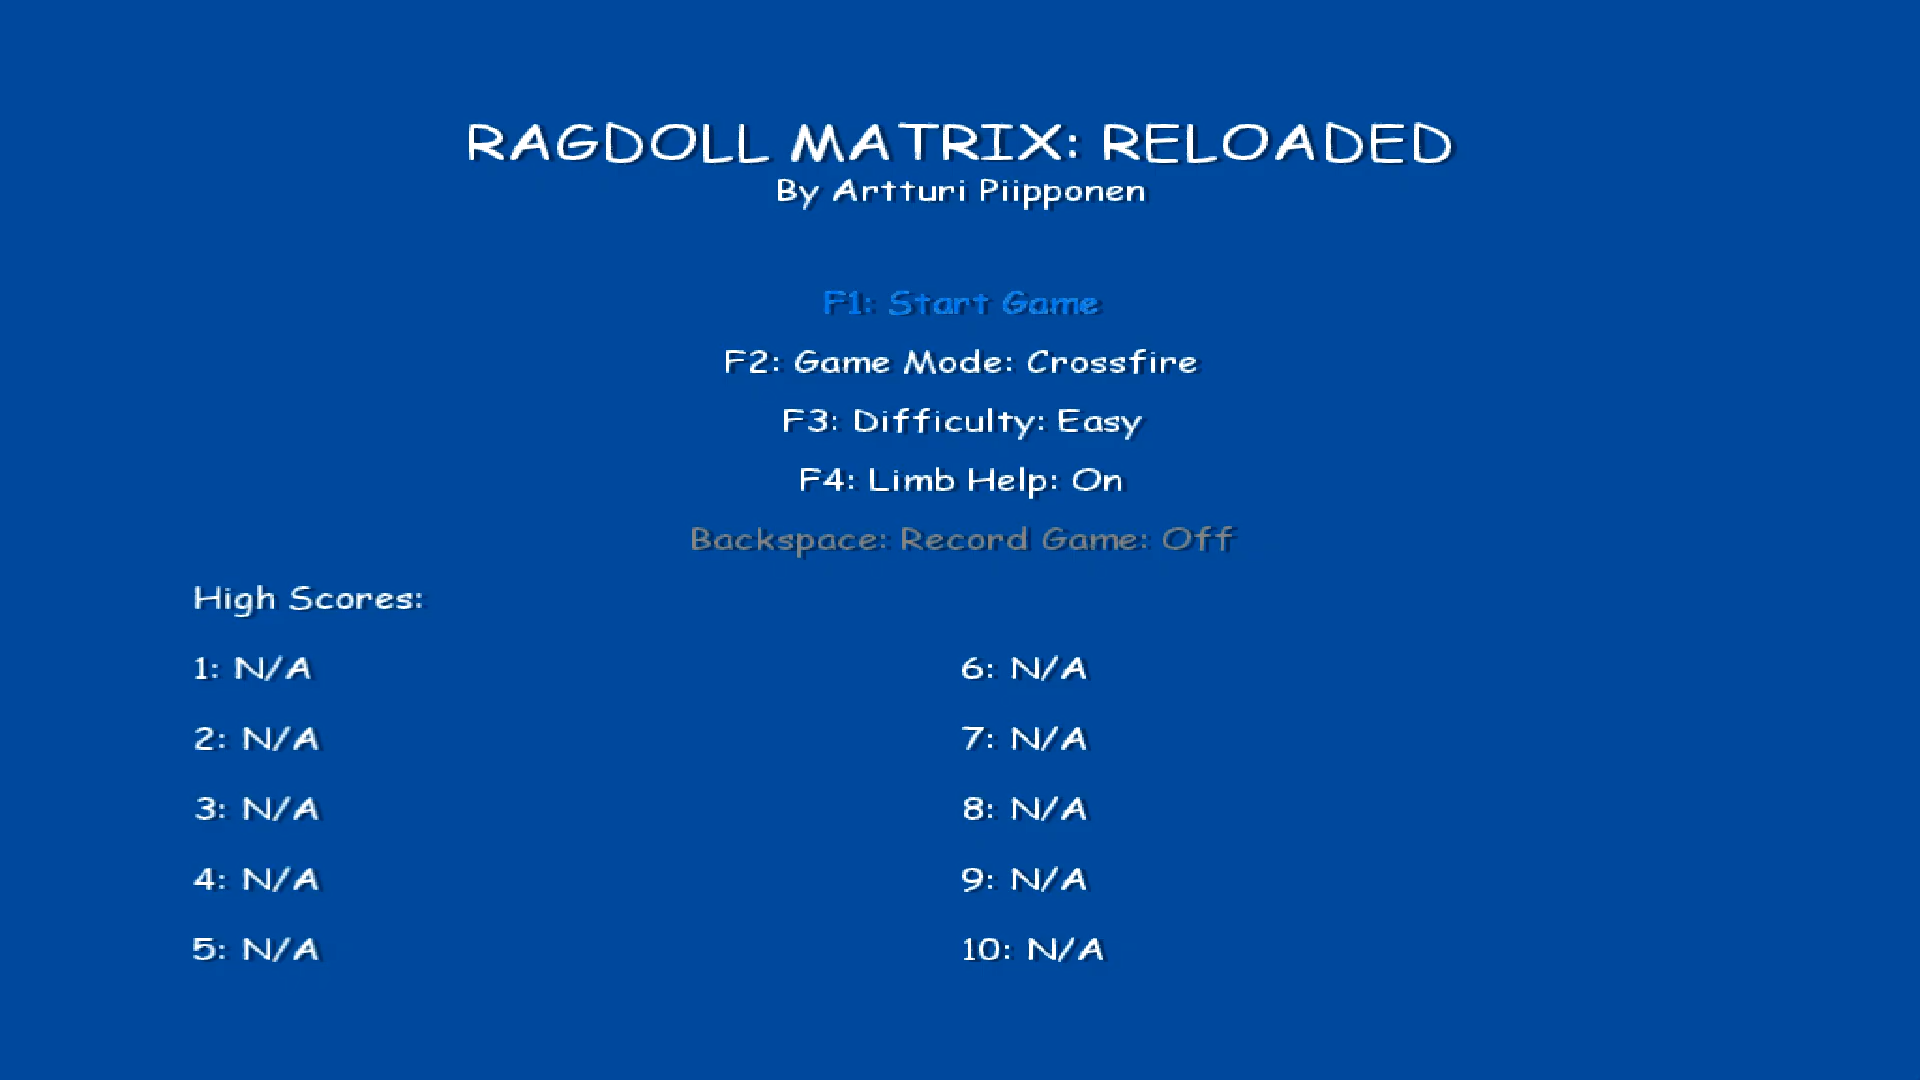 RAGDOLL MATRIX: RELOADED
By Artturi Piipponen
F1: Start Game
F2: Game Mode: Crossfire
F3: Difficulty: Easy
F4: Limb Help: On
Backspace: Record Game: Off
High Scores:
1: N/A
2: N/A
3: N/A
4: N/A
5: N/A
6: N/A
7: N/A
8: N/A
9: N/A
10: N/A